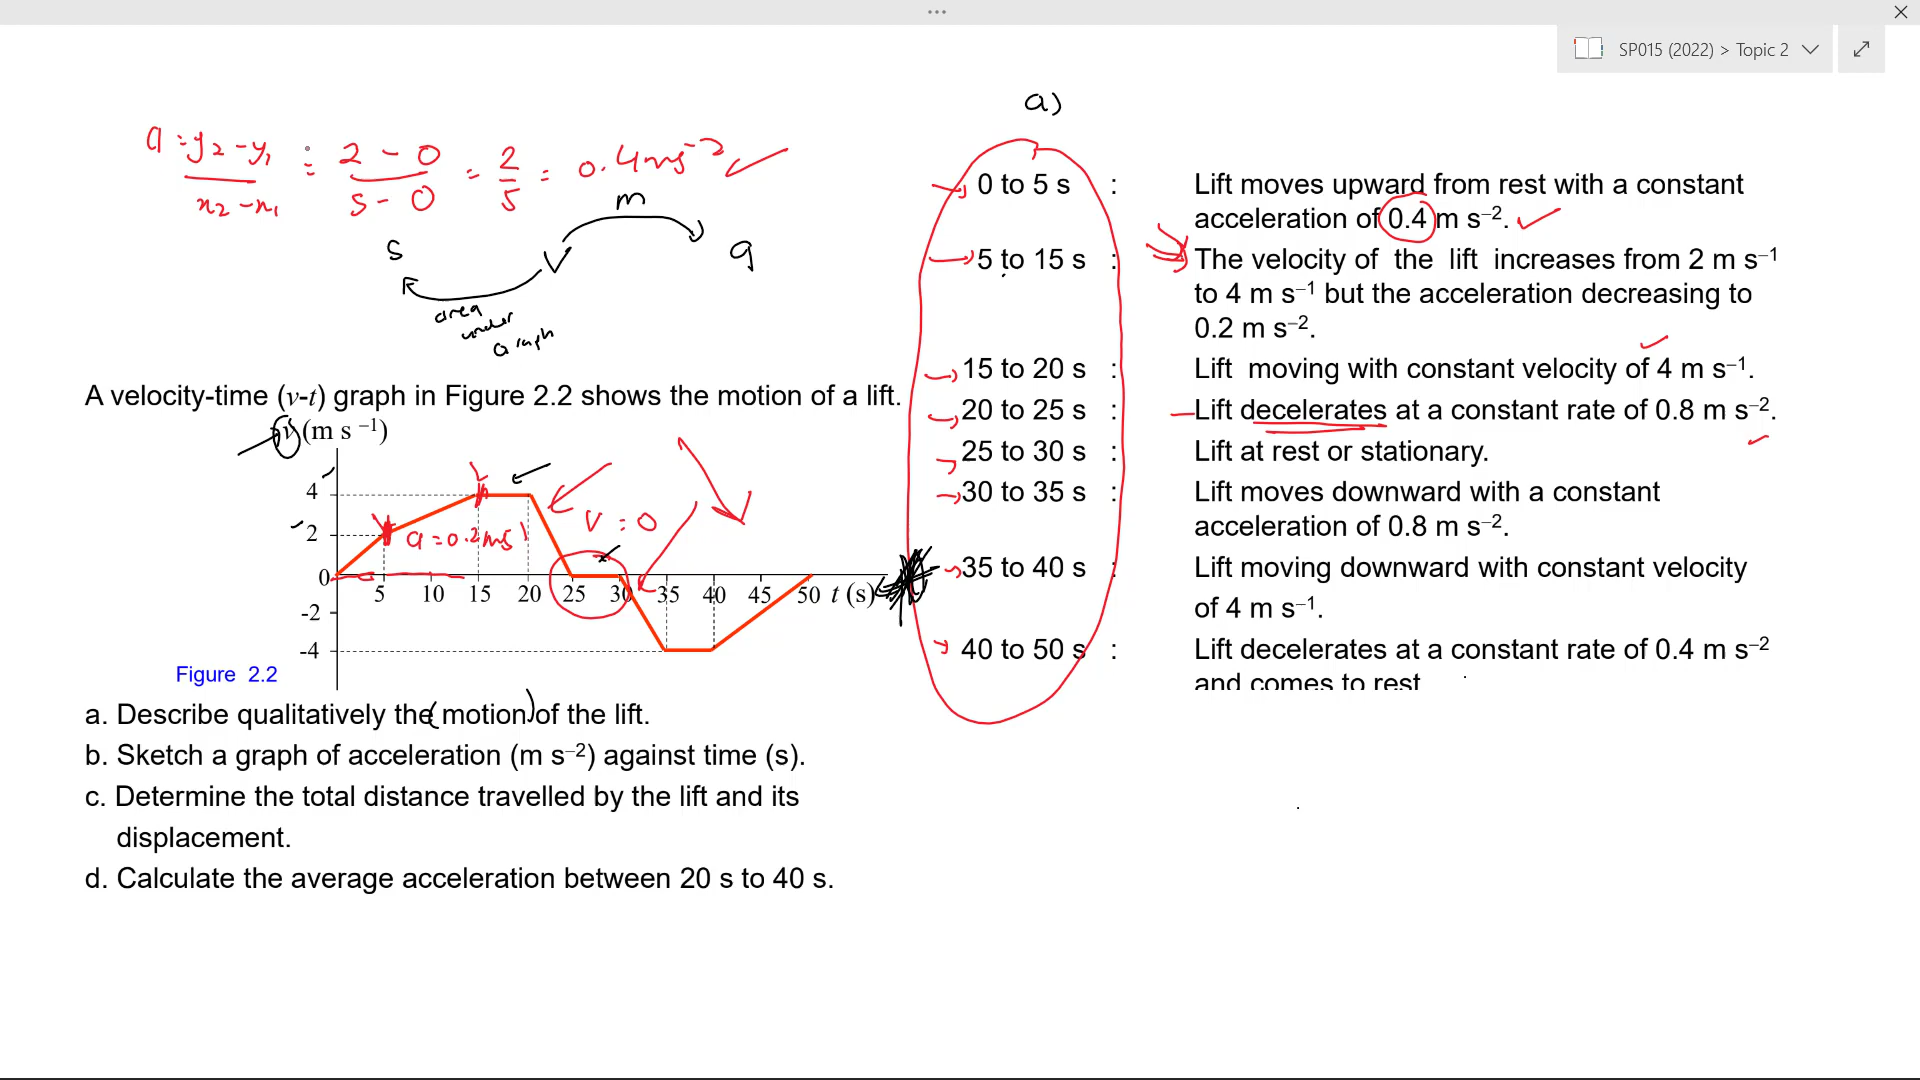 SP015 (2022) > Topic 2
a)
a = y2 - y1 / x2 - x1 = 2 - 0 / 5 - 0 = 2/5 = 0.4 ms⁻²
m
s v a
area
under
graph
A velocity-time (v-t) graph in Figure 2.2 shows the motion of a lift.
v (m s⁻¹)
4
2
0
-2
-4
a = 0.2 ms
v = 0
5 10 15 20 25 30 35 40 45 50 t (s)
Figure 2.2
a. Describe qualitatively the (motion) of the lift.
b. Sketch a graph of acceleration (m s⁻²) against time (s).
c. Determine the total distance travelled by the lift and its
displacement.
d. Calculate the average acceleration between 20 s to 40 s.
0 to 5 s : Lift moves upward from rest with a constant
acceleration of 0.4 m s⁻².
5 to 15 s : The velocity of the lift increases from 2 m s⁻¹
to 4 m s⁻¹ but the acceleration decreasing to
0.2 m s⁻².
15 to 20 s : Lift moving with constant velocity of 4 m s⁻¹.
20 to 25 s : Lift decelerates at a constant rate of 0.8 m s⁻².
25 to 30 s : Lift at rest or stationary.
30 to 35 s : Lift moves downward with a constant
acceleration of 0.8 m s⁻².
35 to 40 s : Lift moving downward with constant velocity
of 4 m s⁻¹.
40 to 50 s : Lift decelerates at a constant rate of 0.4 m s⁻²
and comes to rest